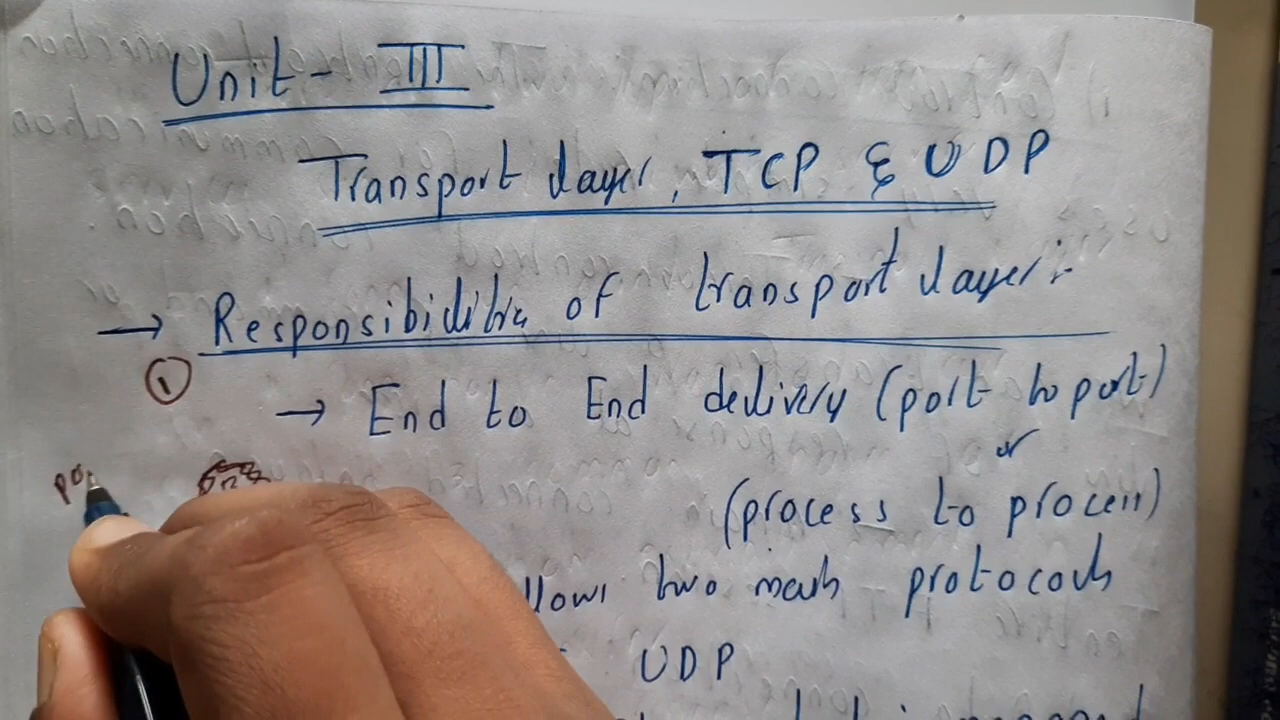 Unit - III
Transport layer, TCP & UDP
→ Responsibilities of transport layer:-
①
→ End to End delivery (port to port)
or
(process to process)
two main protocols
UDP